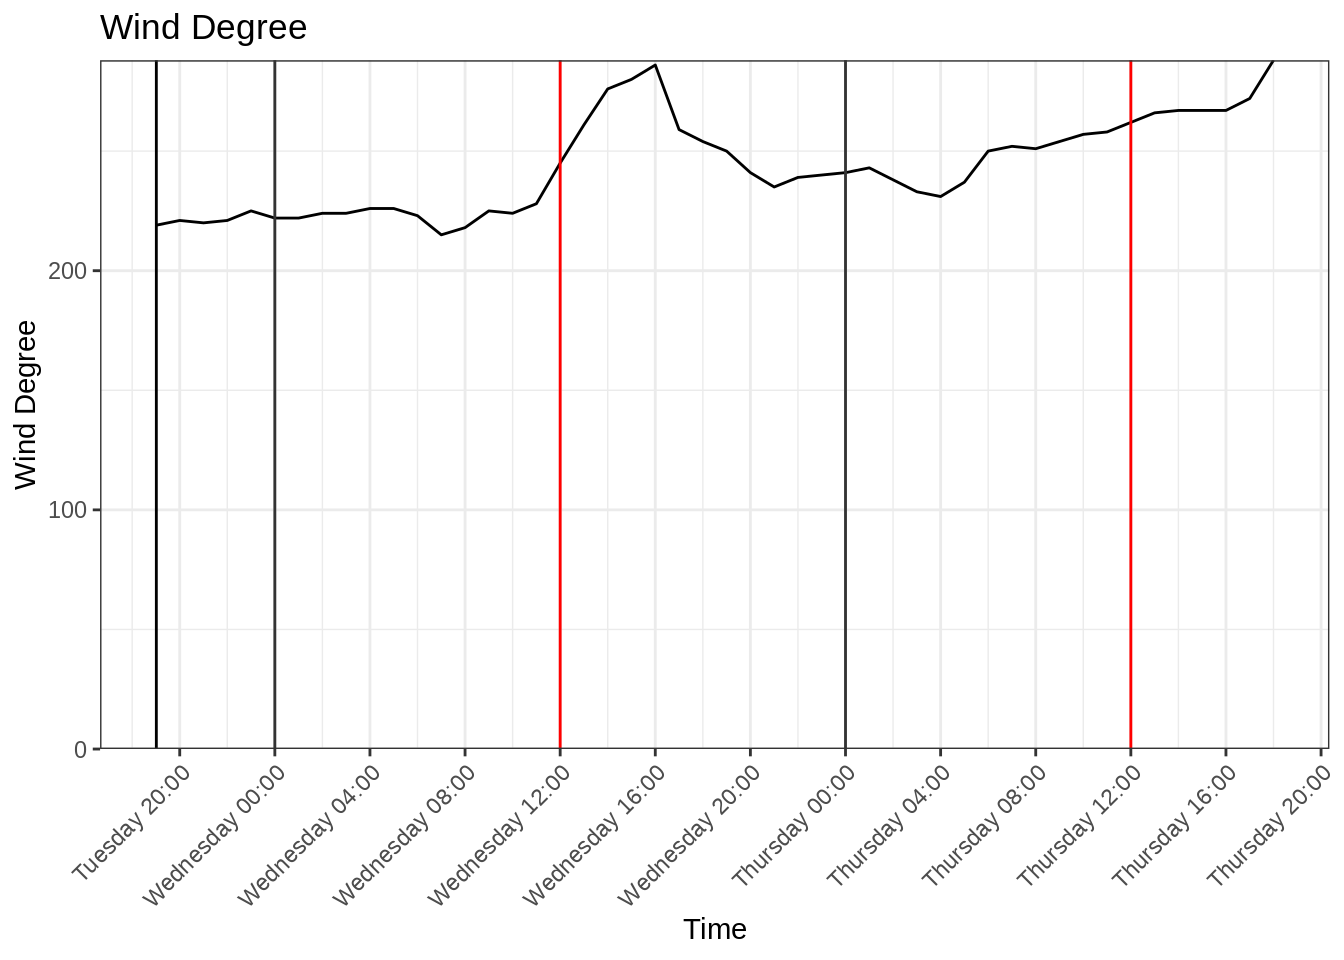 Wind Degree
Wind Degree
200
100
0
Tuesday 20:00
Wednesday 00:00
Wednesday 04:00
Wednesday 08:00
Wednesday 12:00
Wednesday 16:00
Wednesday 20:00
Thursday 00:00
Thursday 04:00
Thursday 08:00
Thursday 12:00
Thursday 16:00
Thursday 20:00
Time